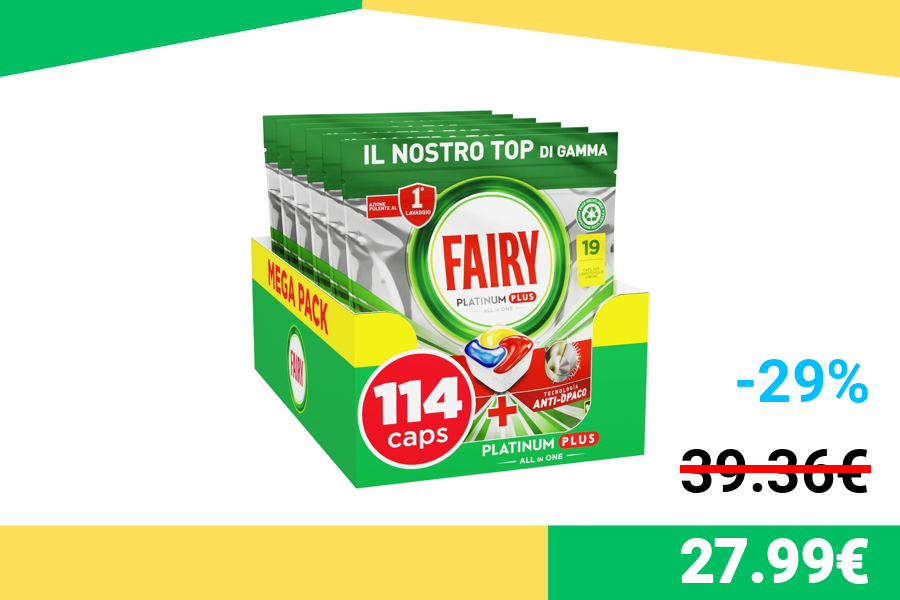 IL NOSTRO TOP DI GAMMA
AZIONE
PULENTE AL
1°
LAVAGGIO
FAIRY
PLATINUM PLUS
ALL IN ONE
19
MEGA PACK
FAIRY
114
caps
TECNOLOGIA
ANTI-OPACO
PLATINUM PLUS
ALL IN ONE
-29%
39.36€
27.99€